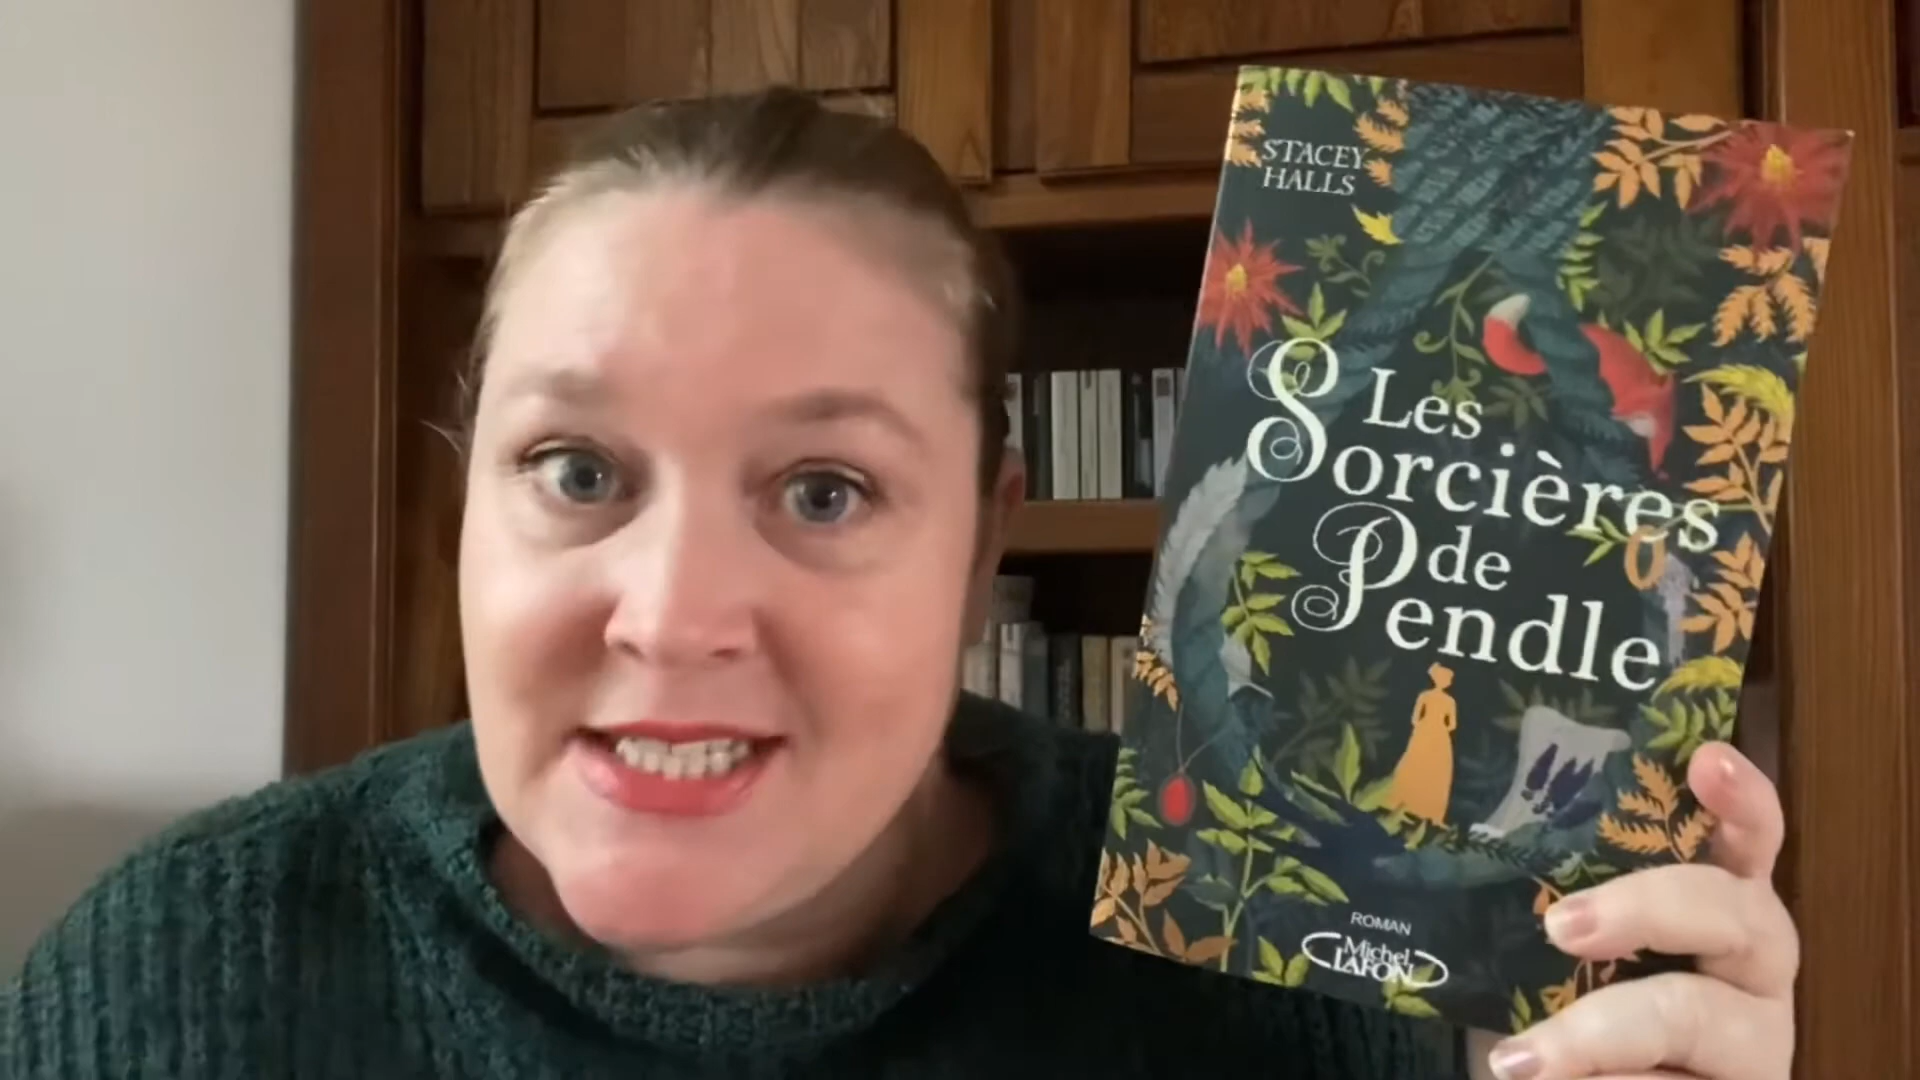 STACEY
HALLS
Les
Sorcières
de
Pendle
ROMAN
Michel
LAFON